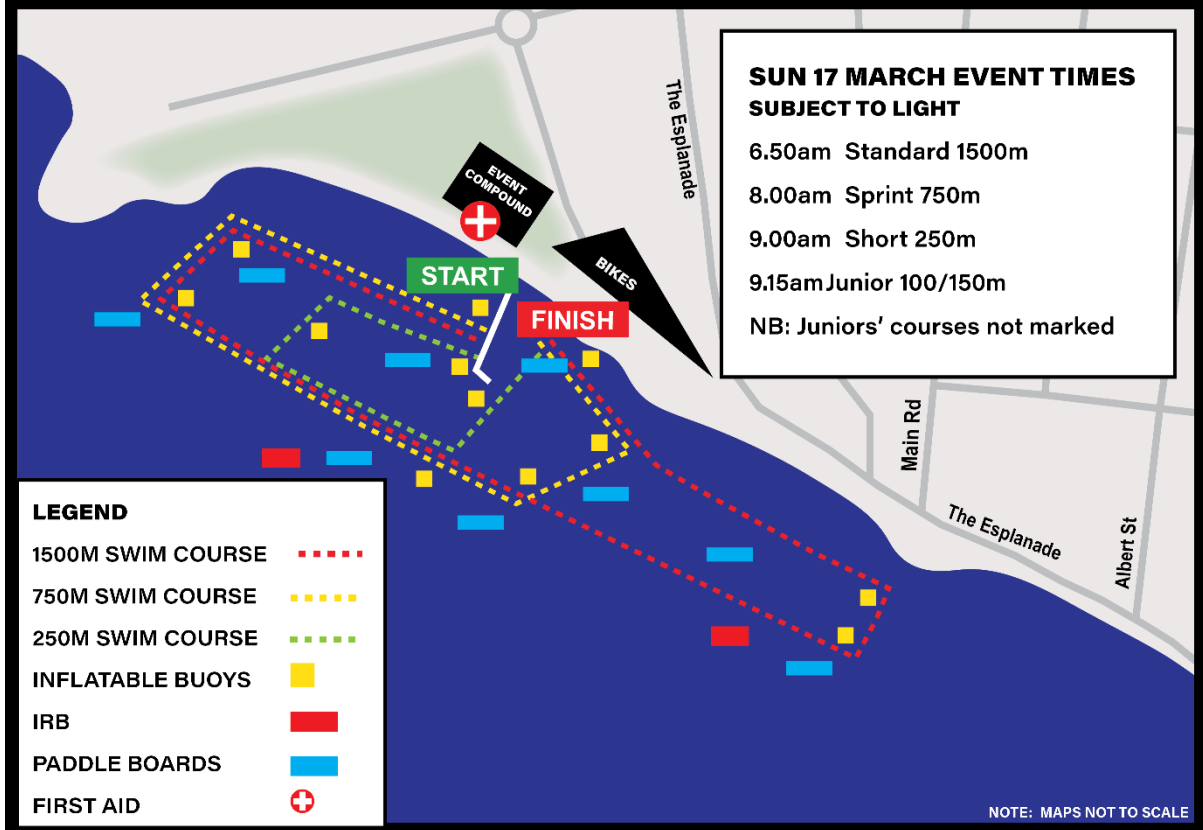 The Esplanade
SUN 17 MARCH EVENT TIMES
SUBJECT TO LIGHT
6.50am Standard 1500m
8.00am Sprint 750m
9.00am Short 250m
9.15am Junior 100/150m
NB: Juniors' courses not marked
EVENT
COMPOUND
START
BIKES
FINISH
Main Rd
The Esplanade
Albert St
LEGEND
1500M SWIM COURSE
750M SWIM COURSE
250M SWIM COURSE
INFLATABLE BUOYS
IRB
PADDLE BOARDS
FIRST AID
NOTE: MAPS NOT TO SCALE